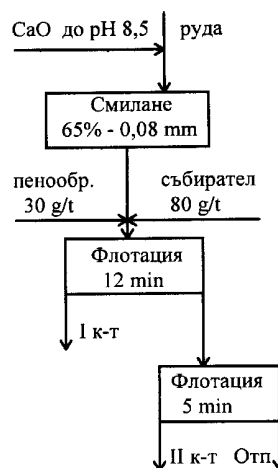 CaO до pH 8,5 руда
Смилане
65% - 0,08 mm
пенообр. събирател
30 g/t 80 g/t
Флотация
12 min
I к-т
Флотация
5 min
II к-т Отп.